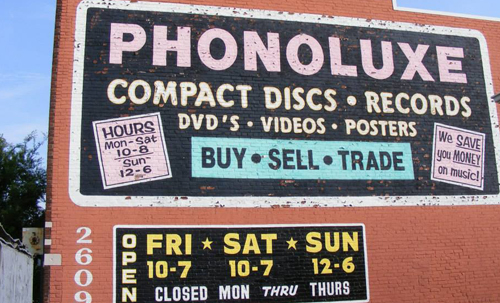 PHONOLUXE
COMPACT DISCS • RECORDS
DVD'S • VIDEOS • POSTERS
BUY • SELL • TRADE
HOURS
Mon-Sat
10-8
"Sun"
12-6
We SAVE
you MONEY
on music!
2609
OPEN
FRI ★ SAT ★ SUN
10-7 10-7 12-6
CLOSED MON THRU THURS